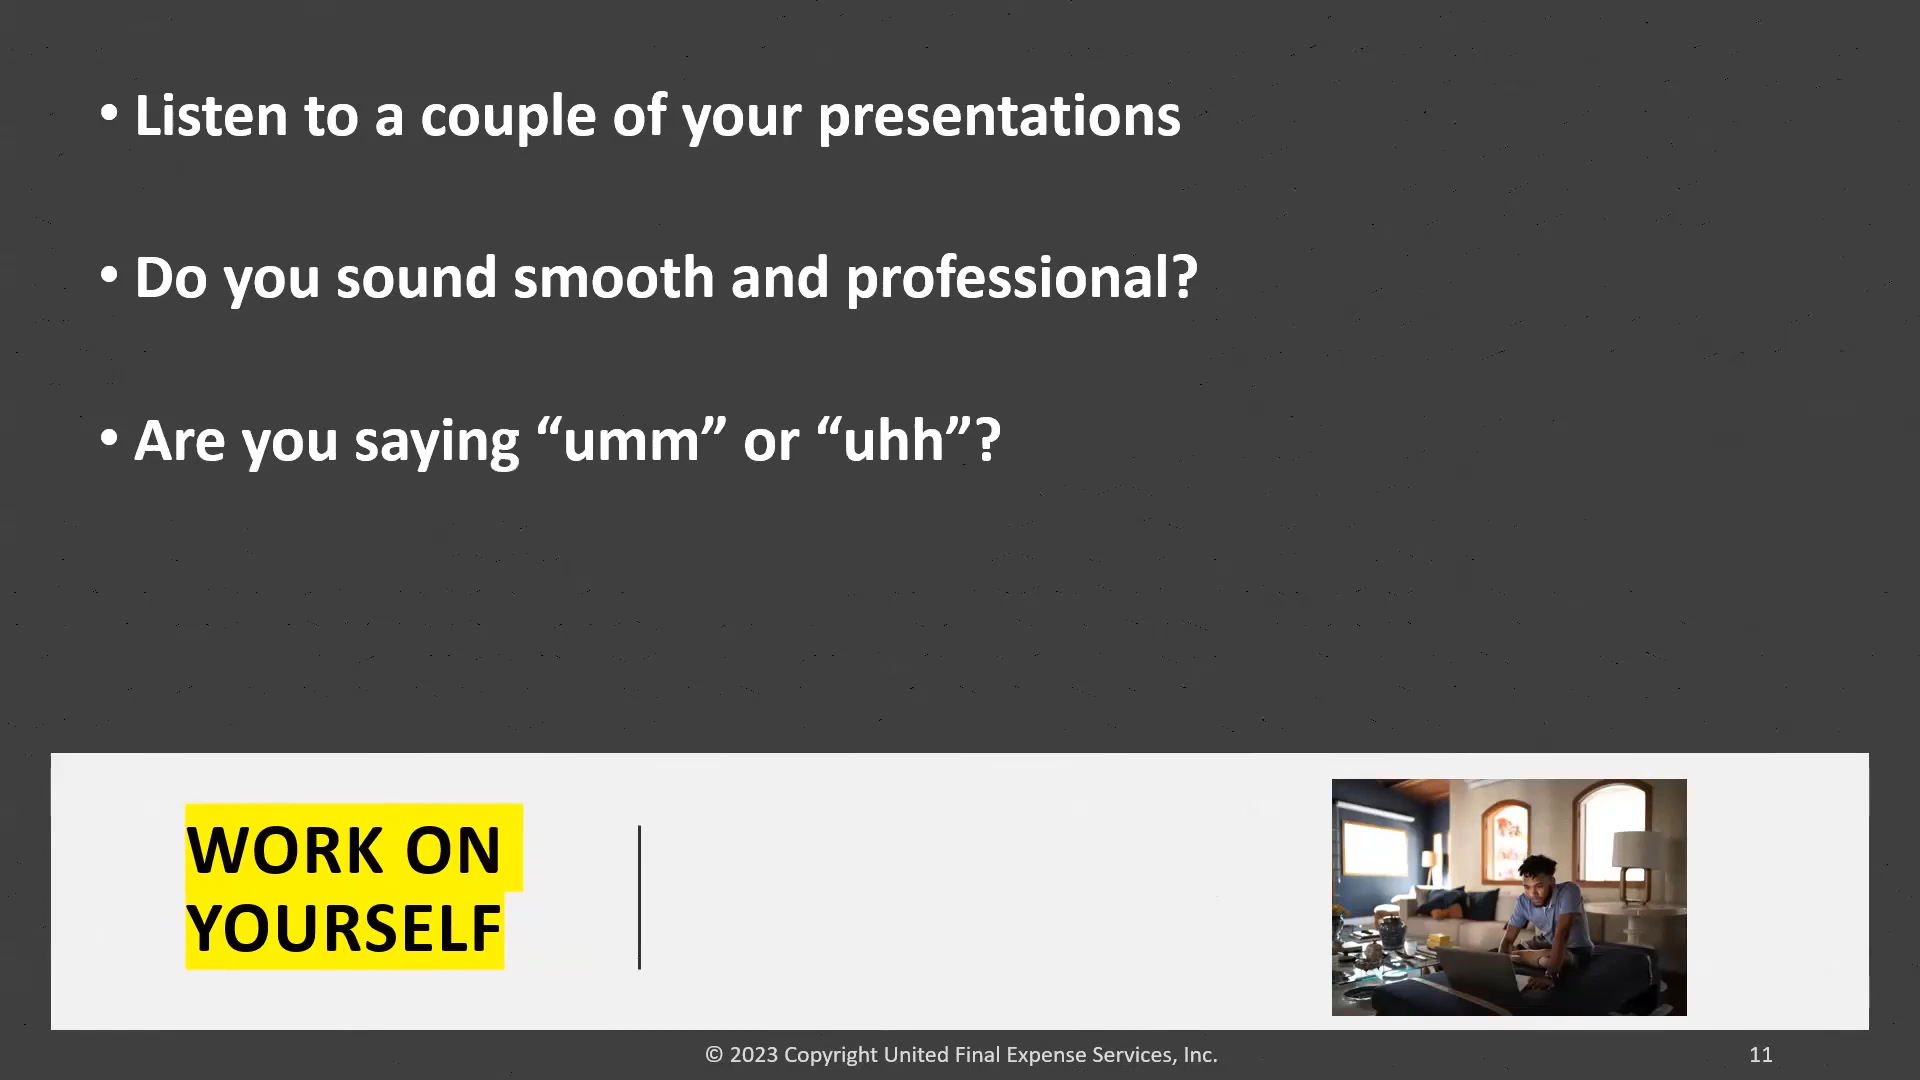 • Listen to a couple of your presentations
• Do you sound smooth and professional?
• Are you saying “umm” or “uhh”?
WORK ON
YOURSELF
© 2023 Copyright United Final Expense Services, Inc.
11